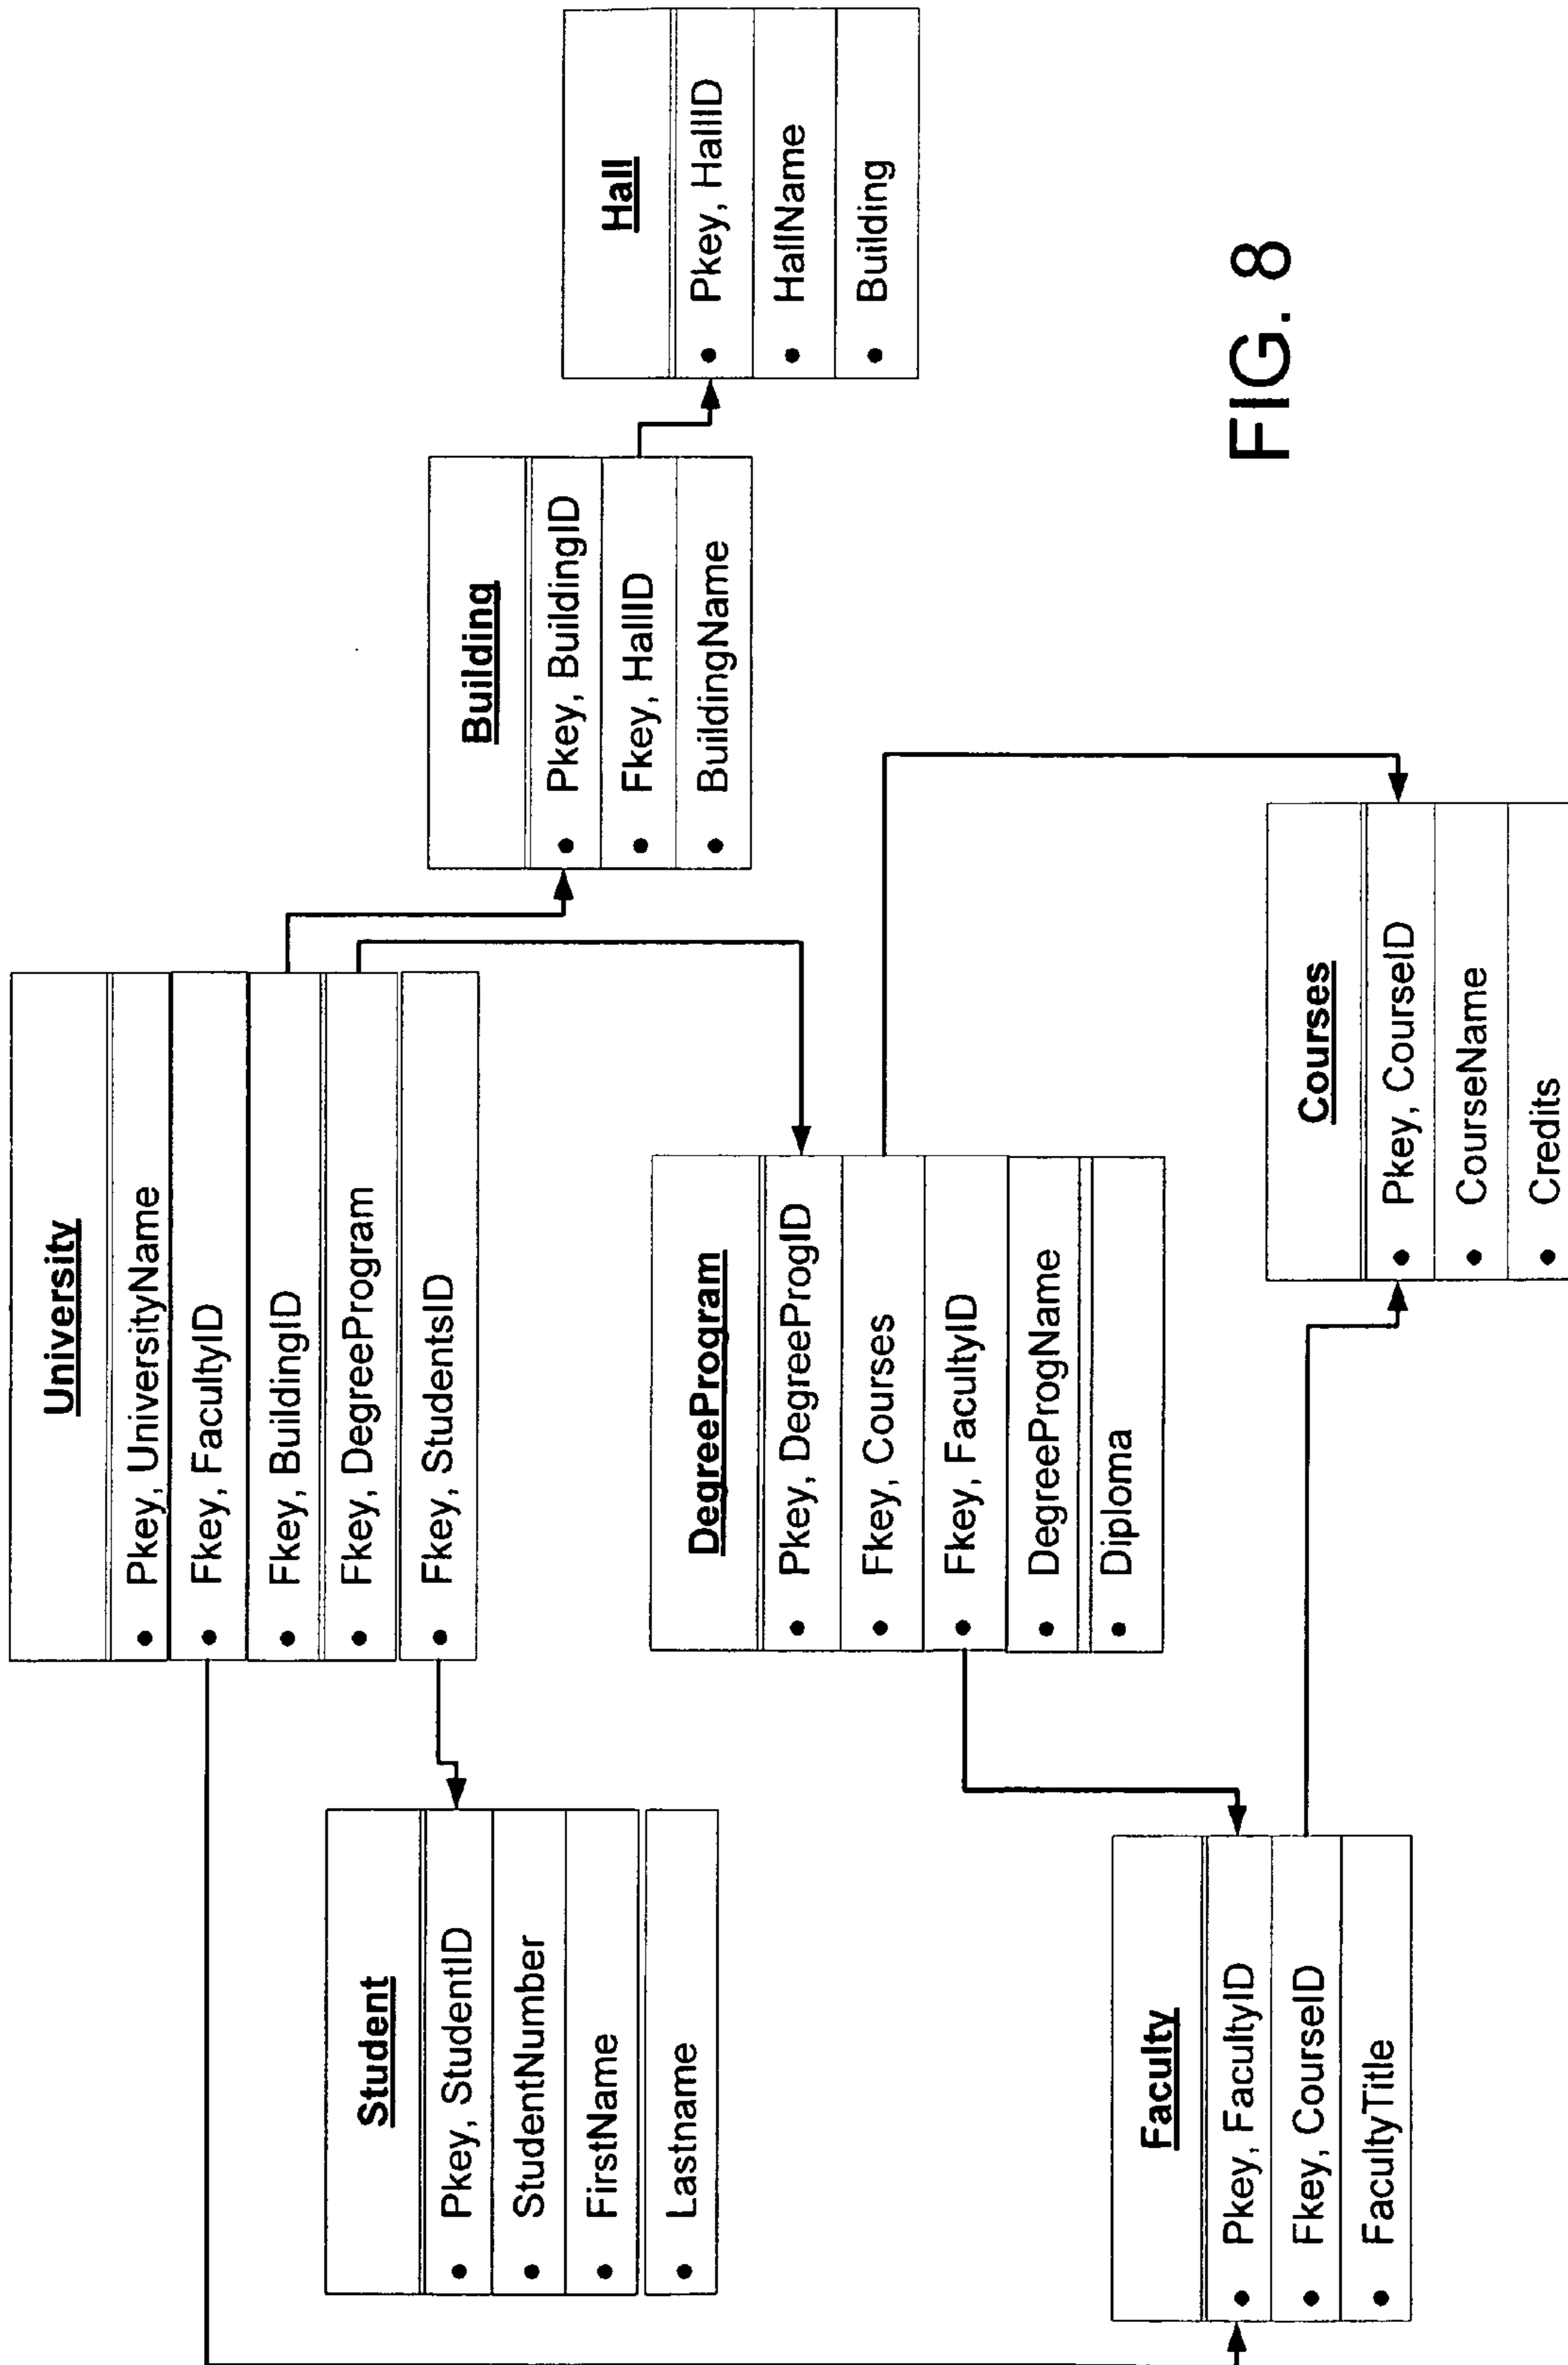 University
• Pkey, UniversityName
• Fkey, FacultyID
• Fkey, BuildingID
• Fkey, DegreeProgram
• Fkey, StudentsID
Student
• Pkey, StudentID
• StudentNumber
• FirstName
• Lastname
Building
• Pkey, BuildingID
• Fkey, HallID
• BuildingName
Hall
• Pkey, HallID
• HallName
• Building
DegreeProgram
• Pkey, DegreeProgID
• Fkey, Courses
• Fkey, FacultyID
• DegreeProgName
• Diploma
Faculty
• Pkey, FacultyID
• Fkey, CourseID
• FacultyTitle
Courses
• Pkey, CourseID
• CourseName
• Credits
FIG. 8